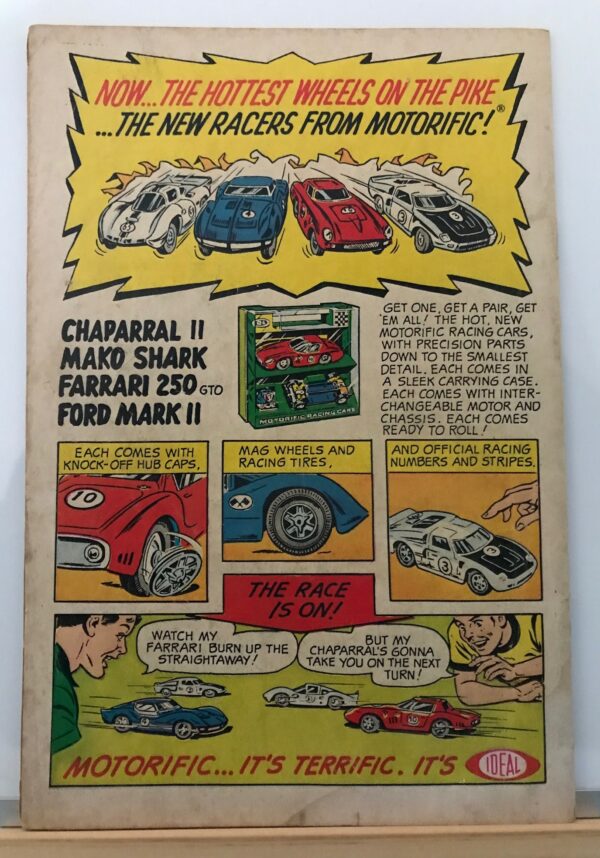 NOW...THE HOTTEST WHEELS ON THE PIKE
...THE NEW RACERS FROM MOTORIFIC!®
CHAPARRAL II
MAKO SHARK
FARRARI 250 GTO
FORD MARK II
MOTORIFIC RACING CARS
GET ONE, GET A PAIR, GET
'EM ALL! THE HOT, NEW
MOTORIFIC RACING CARS,
WITH PRECISION PARTS
DOWN TO THE SMALLEST
DETAIL. EACH COMES IN
A SLEEK CARRYING CASE.
EACH COMES WITH INTER-
CHANGEABLE MOTOR AND
CHASSIS. EACH COMES
READY TO ROLL!
EACH COMES WITH
KNOCK-OFF HUB CAPS,
10
MAG WHEELS AND
RACING TIRES,
AND OFFICIAL RACING
NUMBERS AND STRIPES.
3
3
THE RACE
IS ON!
WATCH MY
FARRARI BURN UP THE
STRAIGHTAWAY!
BUT MY
CHAPARRAL'S GONNA
TAKE YOU ON THE NEXT
TURN!
MOTORIFIC... IT'S TERRIFIC. IT'S IDEAL